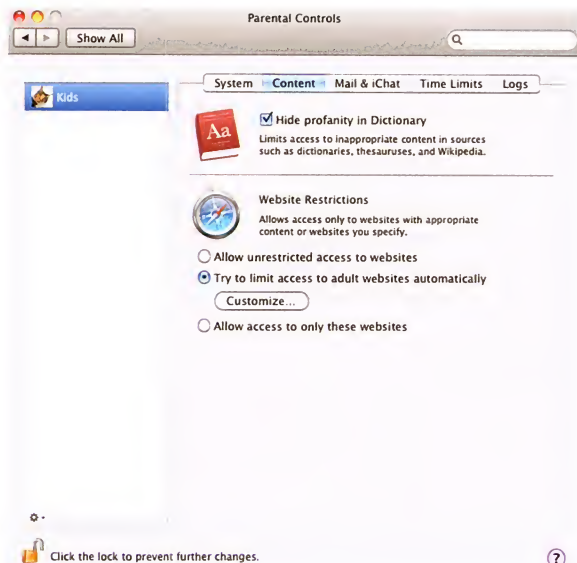 Parental Controls
Show All
Kids
System Content Mail & iChat Time Limits Logs
Aa
Hide profanity in Dictionary
Limits access to inappropriate content in sources
such as dictionaries, thesauruses, and Wikipedia.
Website Restrictions
Allows access only to websites with appropriate
content or websites you specify.
Allow unrestricted access to websites
Try to limit access to adult websites automatically
Customize...
Allow access to only these websites
Click the lock to prevent further changes.
?